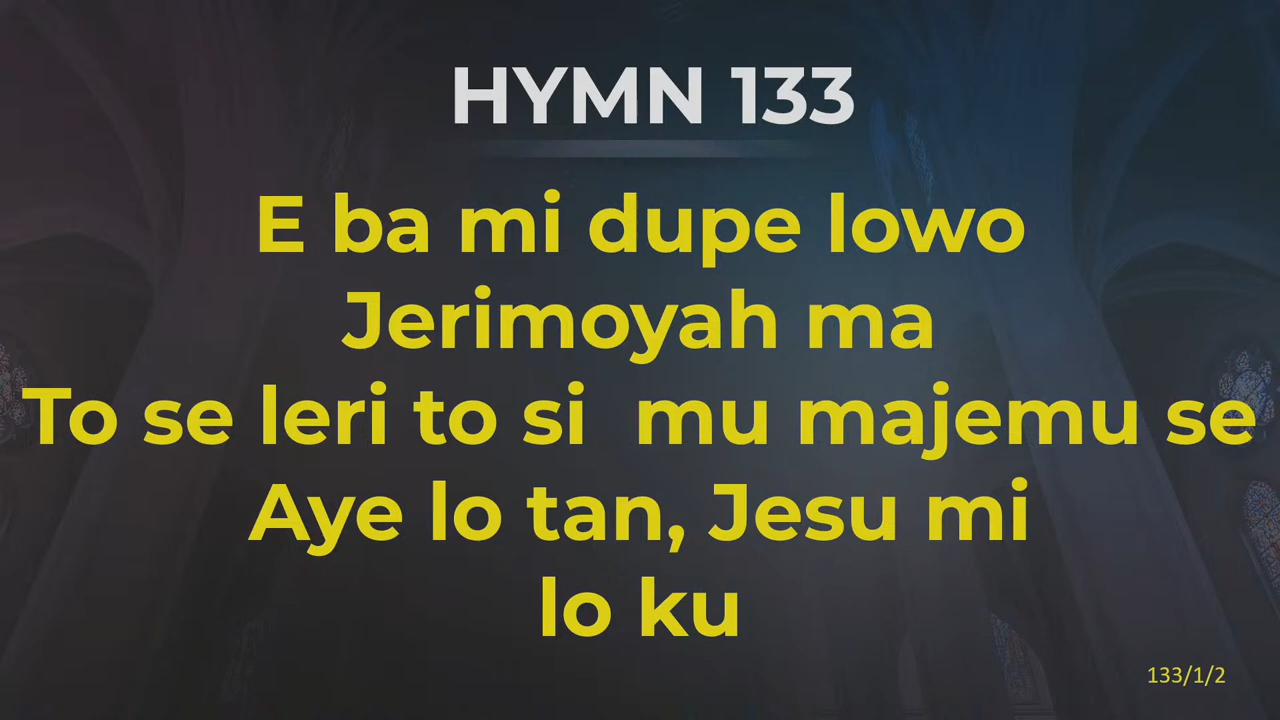 HYMN 133
E ba mi dupe lowo
Jerimoyah ma
To se leri to si  mu majemu se
Aye lo tan, Jesu mi
lo ku
133/1/2